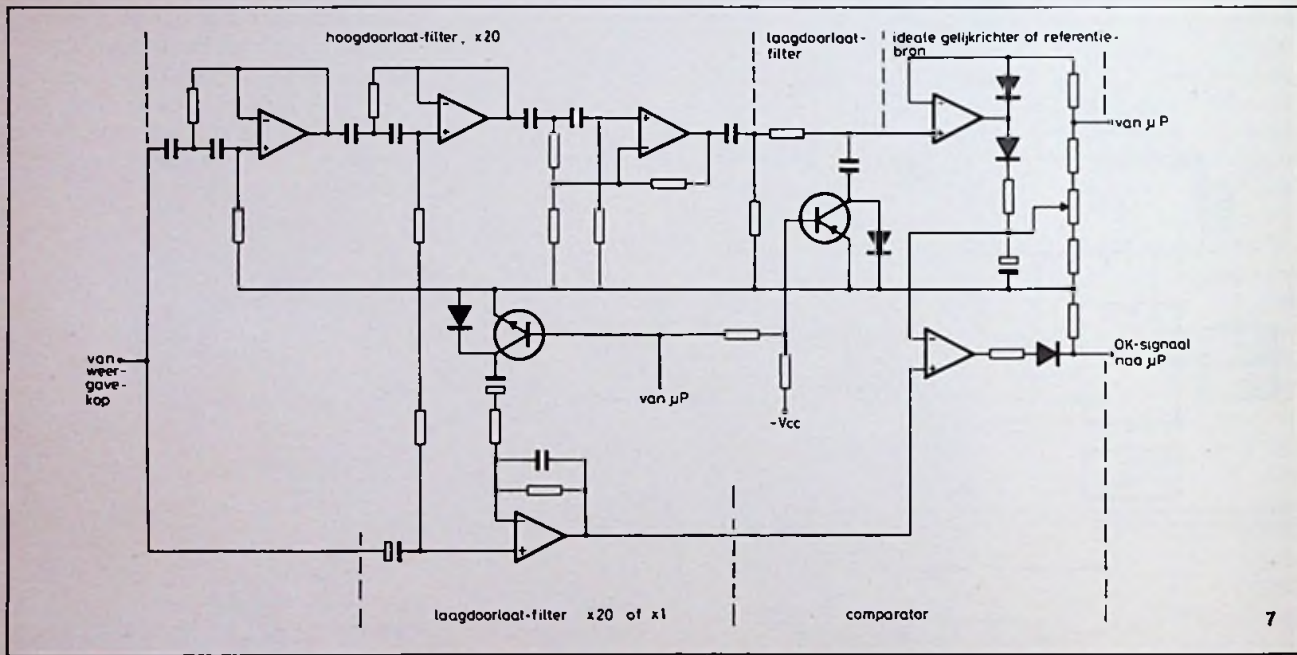 hoogdoorlaat-filter, x20
laagdoorlaat-
filter
ideale gelijkrichter of referentie-
bron
van µP
van
weer-
gave-
kop
van µP
-Vcc
OK-signaal
naa µP
laagdoorlaat-filter x20 of x1
comparator
7